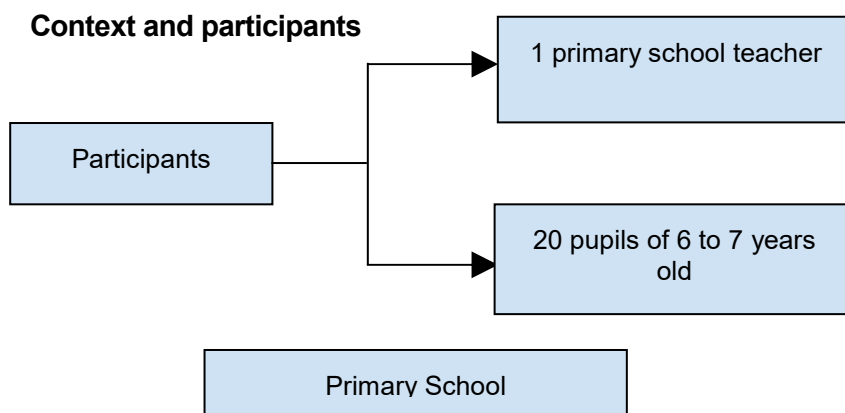 Context and participants
1 primary school teacher
Participants
20 pupils of 6 to 7 years
old
Primary School